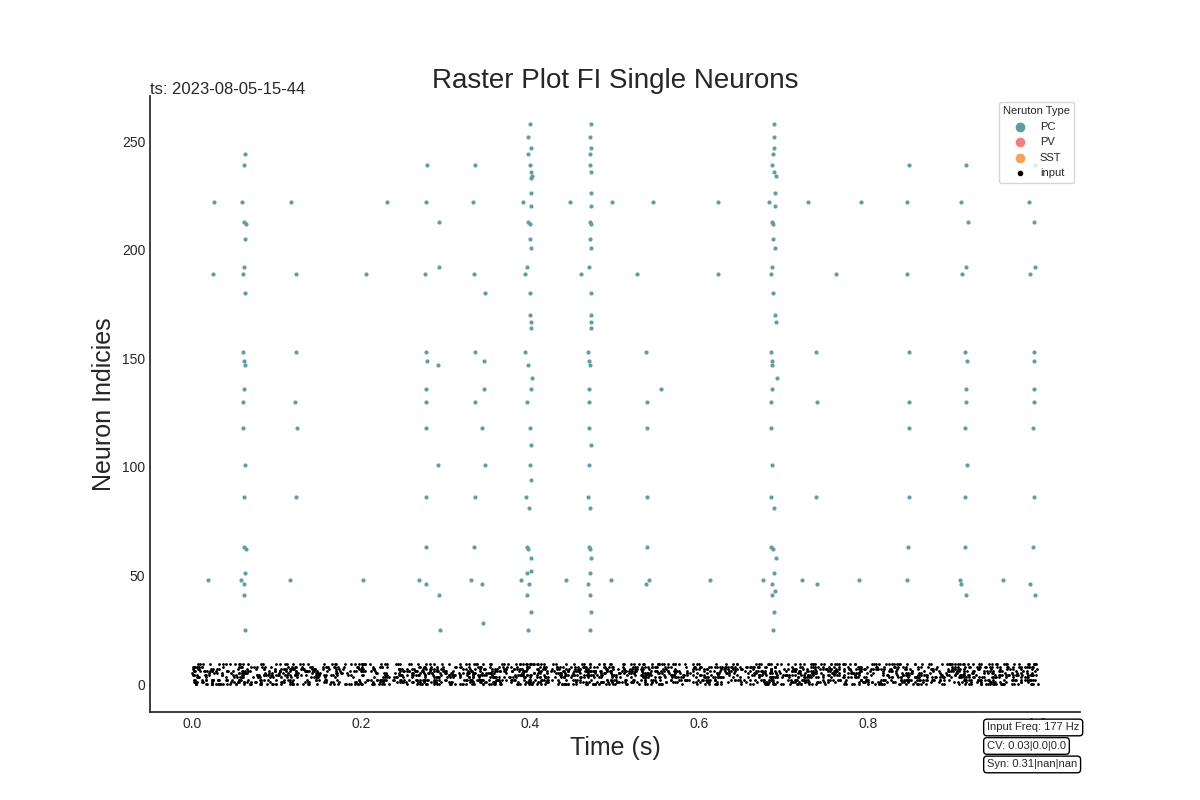 Raster Plot FI Single Neurons
ts: 2023-08-05-15-44
Neruton Type
PC
PV
SST
input
250
200
150
100
50
0
Neuron Indicies
0.0 0.2 0.4 0.6 0.8
Time (s)
Input Freq: 177 Hz
CV: 0.03|0.0|0.0
Syn: 0.31|nan|nan